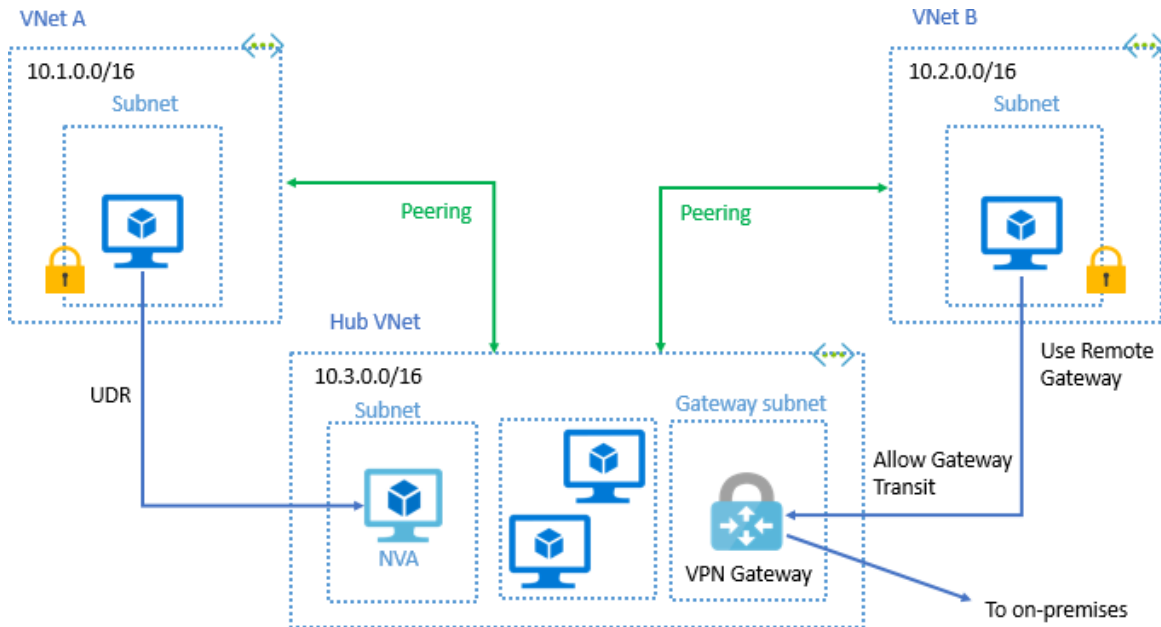 VNet A
VNet B
10.1.0.0/16
10.2.0.0/16
Subnet
Subnet
Peering
Peering
Hub VNet
Use Remote
Gateway
UDR
10.3.0.0/16
Subnet
Gateway subnet
Allow Gateway
Transit
NVA
VPN Gateway
To on-premises